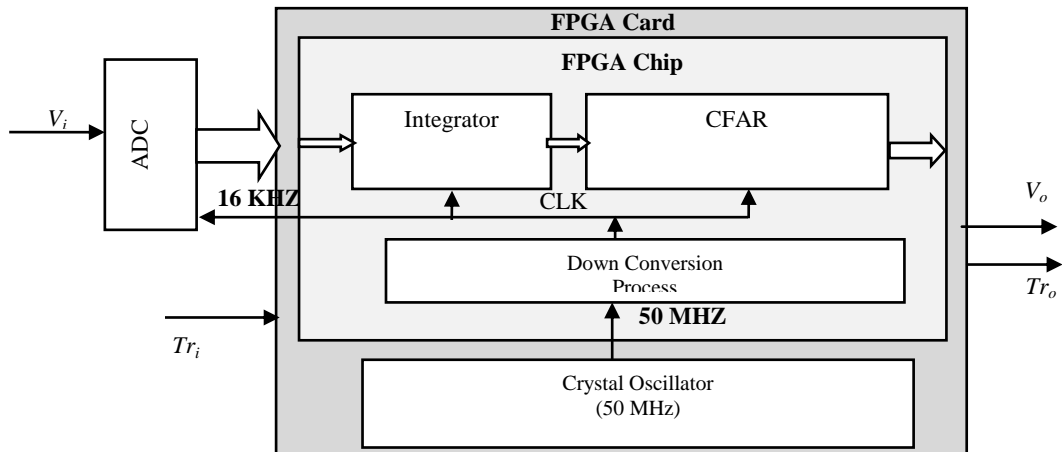 FPGA Card
FPGA Chip
V_i
ADC
Integrator
CFAR
16 KHZ
CLK
V_o
Down Conversion
Process
Tr_o
50 MHZ
Tr_i
Crystal Oscillator
(50 MHz)